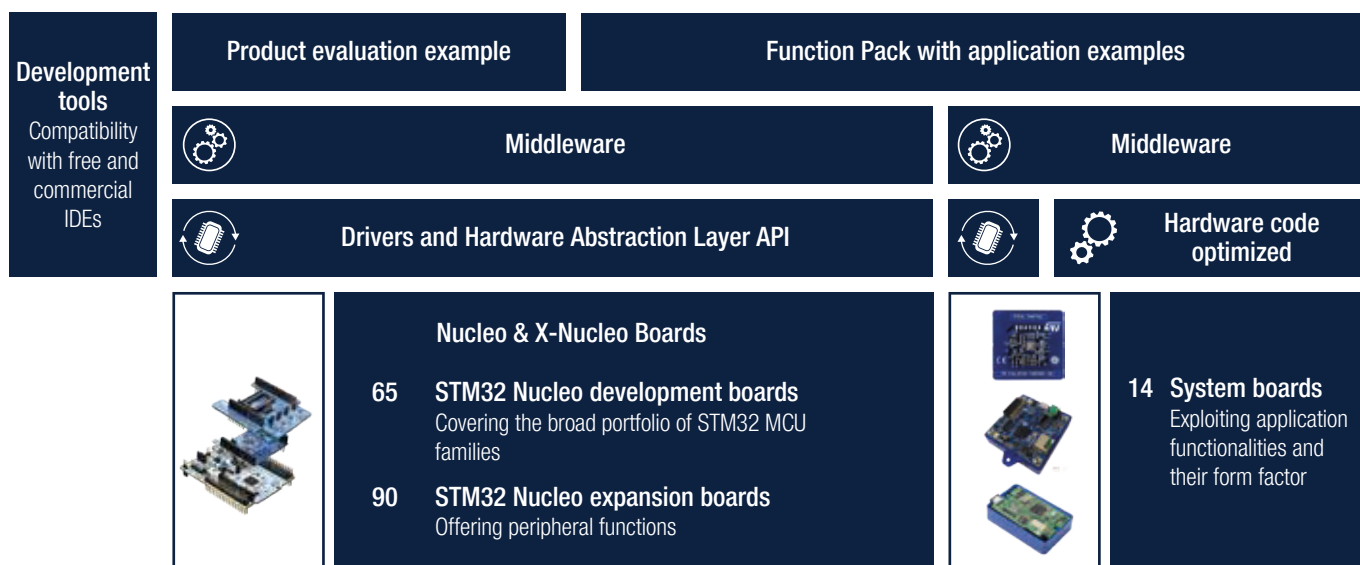 Development
tools
Compatibility
with free and
commercial
IDEs
Product evaluation example
Function Pack with application examples
Middleware
Middleware
Drivers and Hardware Abstraction Layer API
Hardware code
optimized
Nucleo & X-Nucleo Boards
65 STM32 Nucleo development boards
Covering the broad portfolio of STM32 MCU
families
90 STM32 Nucleo expansion boards
Offering peripheral functions
14 System boards
Exploiting application
functionalities and
their form factor